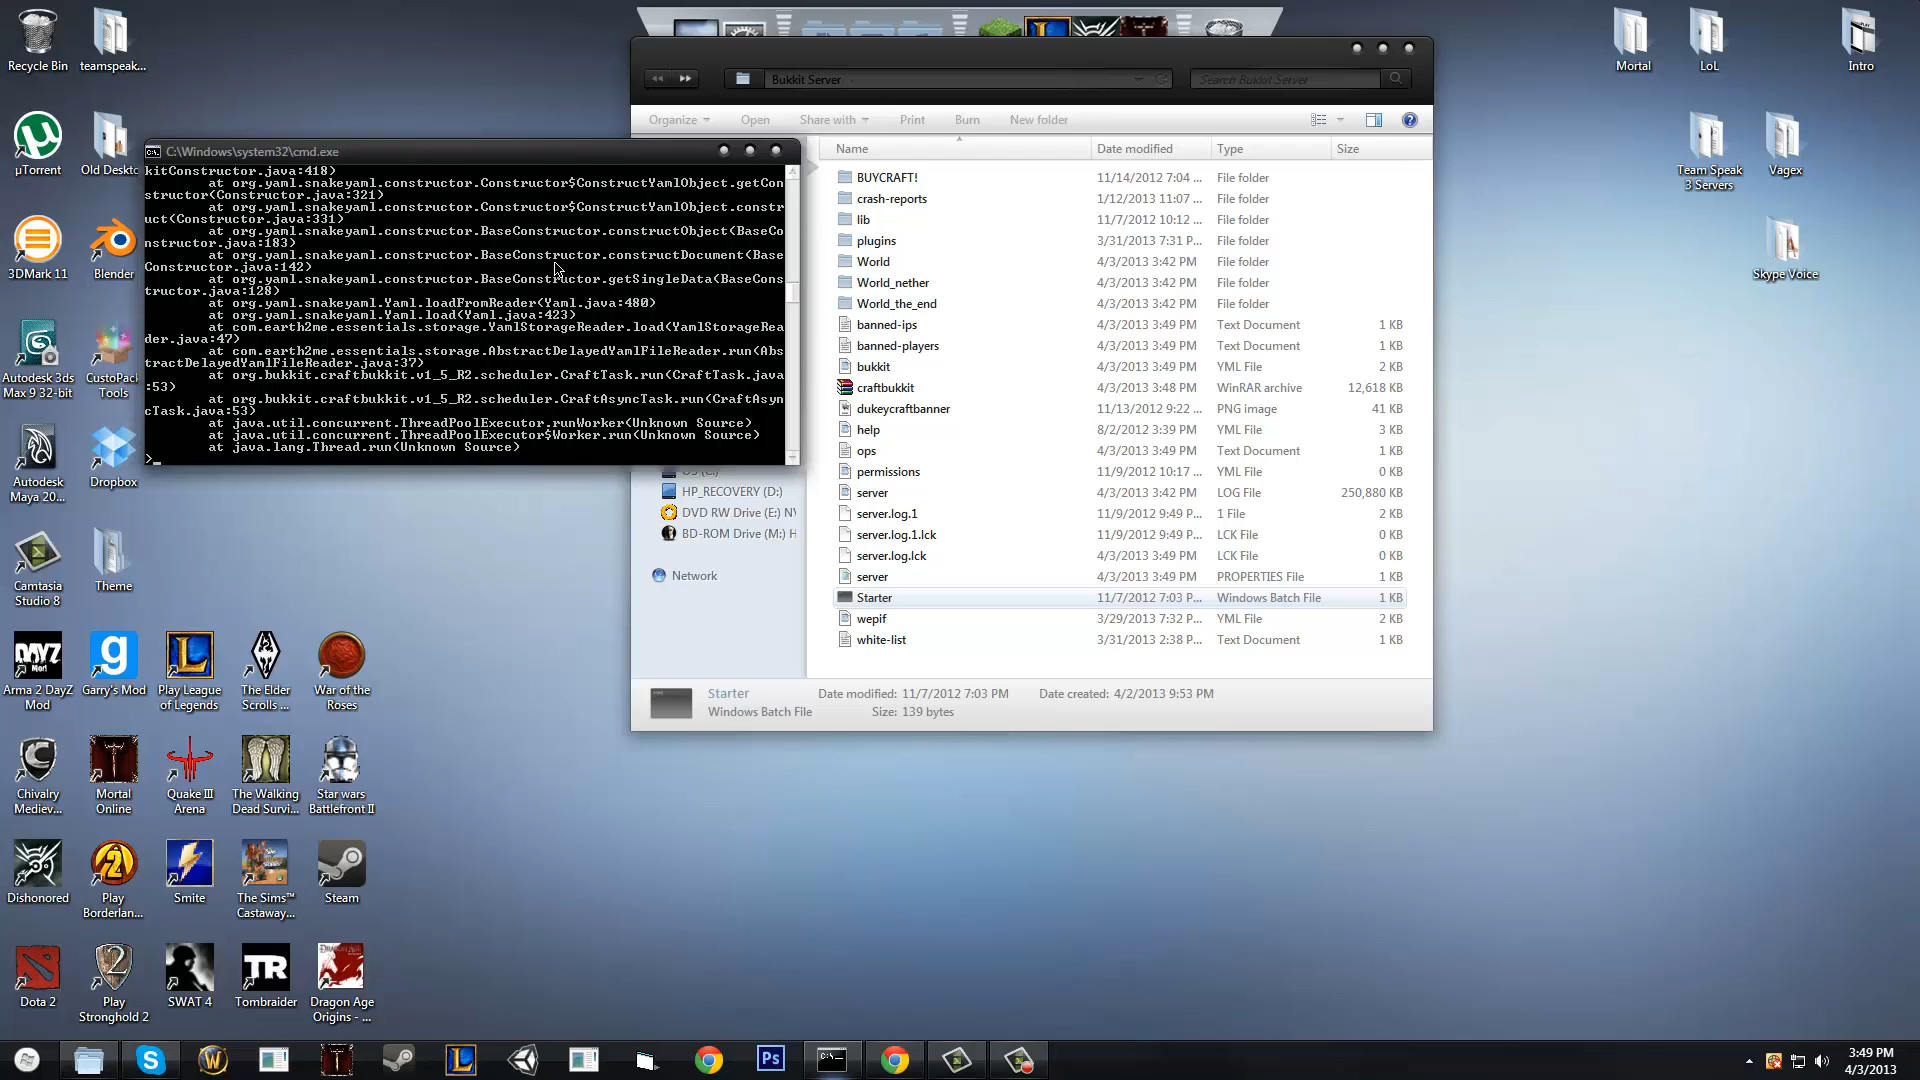 Recycle Bin
teamspeak...
µTorrent
Old Deskto
3DMark 11
Blender
Autodesk 3ds
Max 9 32-bit
CustoPack
Tools
Autodesk
Maya 20...
Dropbox
Camtasia
Studio 8
Theme
Arma 2 DayZ
Mod
Garry's Mod
Play League
of Legends
The Elder
Scrolls ...
War of the
Roses
Chivalry
Mediev...
Mortal
Online
Quake III
Arena
The Walking
Dead Survi...
Star wars
Battlefront II
Dishonored
Play
Borderlan...
Smite
The Sims™
Castaway...
Steam
Dota 2
Play
Stronghold 2
SWAT 4
Tombraider
Dragon Age
Origins - ...
C:\Windows\system32\cmd.exe
kitConstructor.java:418)
at org.yaml.snakeyaml.constructor.Constructor$ConstructYamlObject.getCon
structor(Constructor.java:321)
at org.yaml.snakeyaml.constructor.Constructor$ConstructYamlObject.constr
uct(Constructor.java:331)
at org.yaml.snakeyaml.constructor.BaseConstructor.constructObject(BaseCo
nstructor.java:183)
at org.yaml.snakeyaml.constructor.BaseConstructor.constructDocument(Base
Constructor.java:142)
at org.yaml.snakeyaml.constructor.BaseConstructor.getSingleData(BaseCons
tructor.java:128)
at org.yaml.snakeyaml.Yaml.loadFromReader(Yaml.java:480)
at org.yaml.snakeyaml.Yaml.load(Yaml.java:423)
at com.earth2me.essentials.storage.YamlStorageReader.load(YamlStorageRea
der.java:47)
at com.earth2me.essentials.storage.AbstractDelayedYamlFileReader.run(Abs
tractDelayedYamlFileReader.java:37)
at org.bukkit.craftbukkit.v1_5_R2.scheduler.CraftTask.run(CraftTask.java
:53)
at org.bukkit.craftbukkit.v1_5_R2.scheduler.CraftAsyncTask.run(CraftAsyn
cTask.java:53)
at java.util.concurrent.ThreadPoolExecutor.runWorker(Unknown Source)
at java.util.concurrent.ThreadPoolExecutor$Worker.run(Unknown Source)
at java.lang.Thread.run(Unknown Source)
>_
Bukkit Server
Search Bukkit Server
Organize
Open
Share with
Print
Burn
New folder
Name Date modified Type Size
BUYCRAFT! 11/14/2012 7:04 ... File folder
crash-reports 1/12/2013 11:07 ... File folder
lib 11/7/2012 10:12 ... File folder
plugins 3/31/2013 7:31 P... File folder
World 4/3/2013 3:42 PM File folder
World_nether 4/3/2013 3:42 PM File folder
World_the_end 4/3/2013 3:42 PM File folder
banned-ips 4/3/2013 3:49 PM Text Document 1 KB
banned-players 4/3/2013 3:49 PM Text Document 1 KB
bukkit 4/3/2013 3:49 PM YML File 2 KB
craftbukkit 4/3/2013 3:48 PM WinRAR archive 12,618 KB
dukeycraftbanner 11/13/2012 9:22 ... PNG image 41 KB
help 8/2/2012 3:39 PM YML File 3 KB
ops 4/3/2013 3:49 PM Text Document 1 KB
permissions 11/9/2012 10:17 ... YML File 0 KB
server 4/3/2013 3:42 PM LOG File 250,880 KB
server.log.1 11/9/2012 9:49 P... 1 File 2 KB
server.log.1.lck 11/9/2012 9:49 P... LCK File 0 KB
server.log.lck 4/3/2013 3:49 PM LCK File 0 KB
server 4/3/2013 3:49 PM PROPERTIES File 1 KB
Starter 11/7/2012 7:03 P... Windows Batch File 1 KB
wepif 3/29/2013 7:32 P... YML File 2 KB
white-list 3/31/2013 2:38 P... Text Document 1 KB
HP_RECOVERY (D:)
DVD RW Drive (E:) NV
BD-ROM Drive (M:) H
Network
Starter Date modified: 11/7/2012 7:03 PM Date created: 4/2/2013 9:53 PM
Windows Batch File Size: 139 bytes
Mortal
LoL
Intro
Team Speak
3 Servers
Vagex
Skype Voice
3:49 PM
4/3/2013